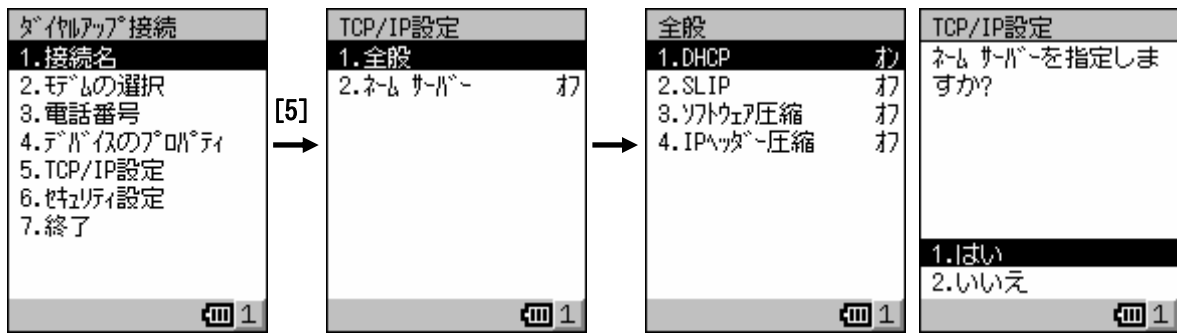 ﾀﾞｲﾔﾙｱｯﾌﾟ接続
1.接続名
2.ﾓﾃﾞﾑの選択
3.電話番号
4.ﾃﾞﾊﾞｲｽのﾌﾟﾛﾊﾟﾃｨ
5.TCP/IP設定
6.ｾｷｭﾘﾃｨ設定
7.終了
1
[5]
TCP/IP設定
1.全般
2.ﾈｰﾑ ｻｰﾊﾞｰ ｵﾌ
1
全般
1.DHCP ｵﾝ
2.SLIP ｵﾌ
3.ｿﾌﾄｳｪｱ圧縮 ｵﾌ
4.IPﾍｯﾀﾞｰ圧縮 ｵﾌ
1
TCP/IP設定
ﾈｰﾑ ｻｰﾊﾞｰを指定しま
すか?
1.はい
2.いいえ
1